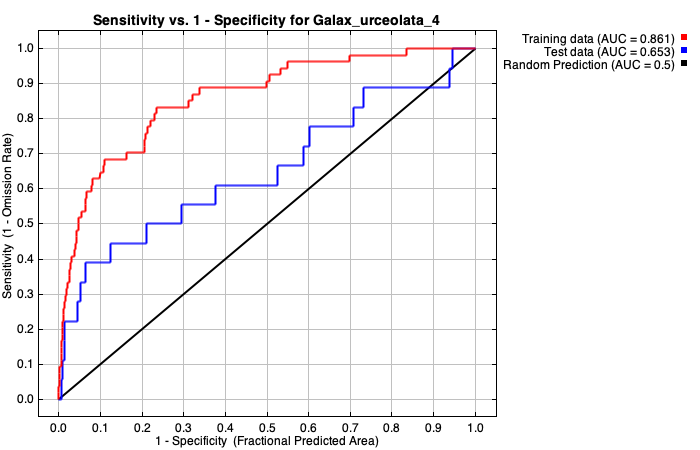 Sensitivity vs. 1 - Specificity for Galax_urceolata_4
Training data (AUC = 0.861)
Test data (AUC = 0.653)
Random Prediction (AUC = 0.5)
Sensitivity (1 - Omission Rate)
1.0
0.9
0.8
0.7
0.6
0.5
0.4
0.3
0.2
0.1
0.0
0.0 0.1 0.2 0.3 0.4 0.5 0.6 0.7 0.8 0.9 1.0
1 - Specificity (Fractional Predicted Area)